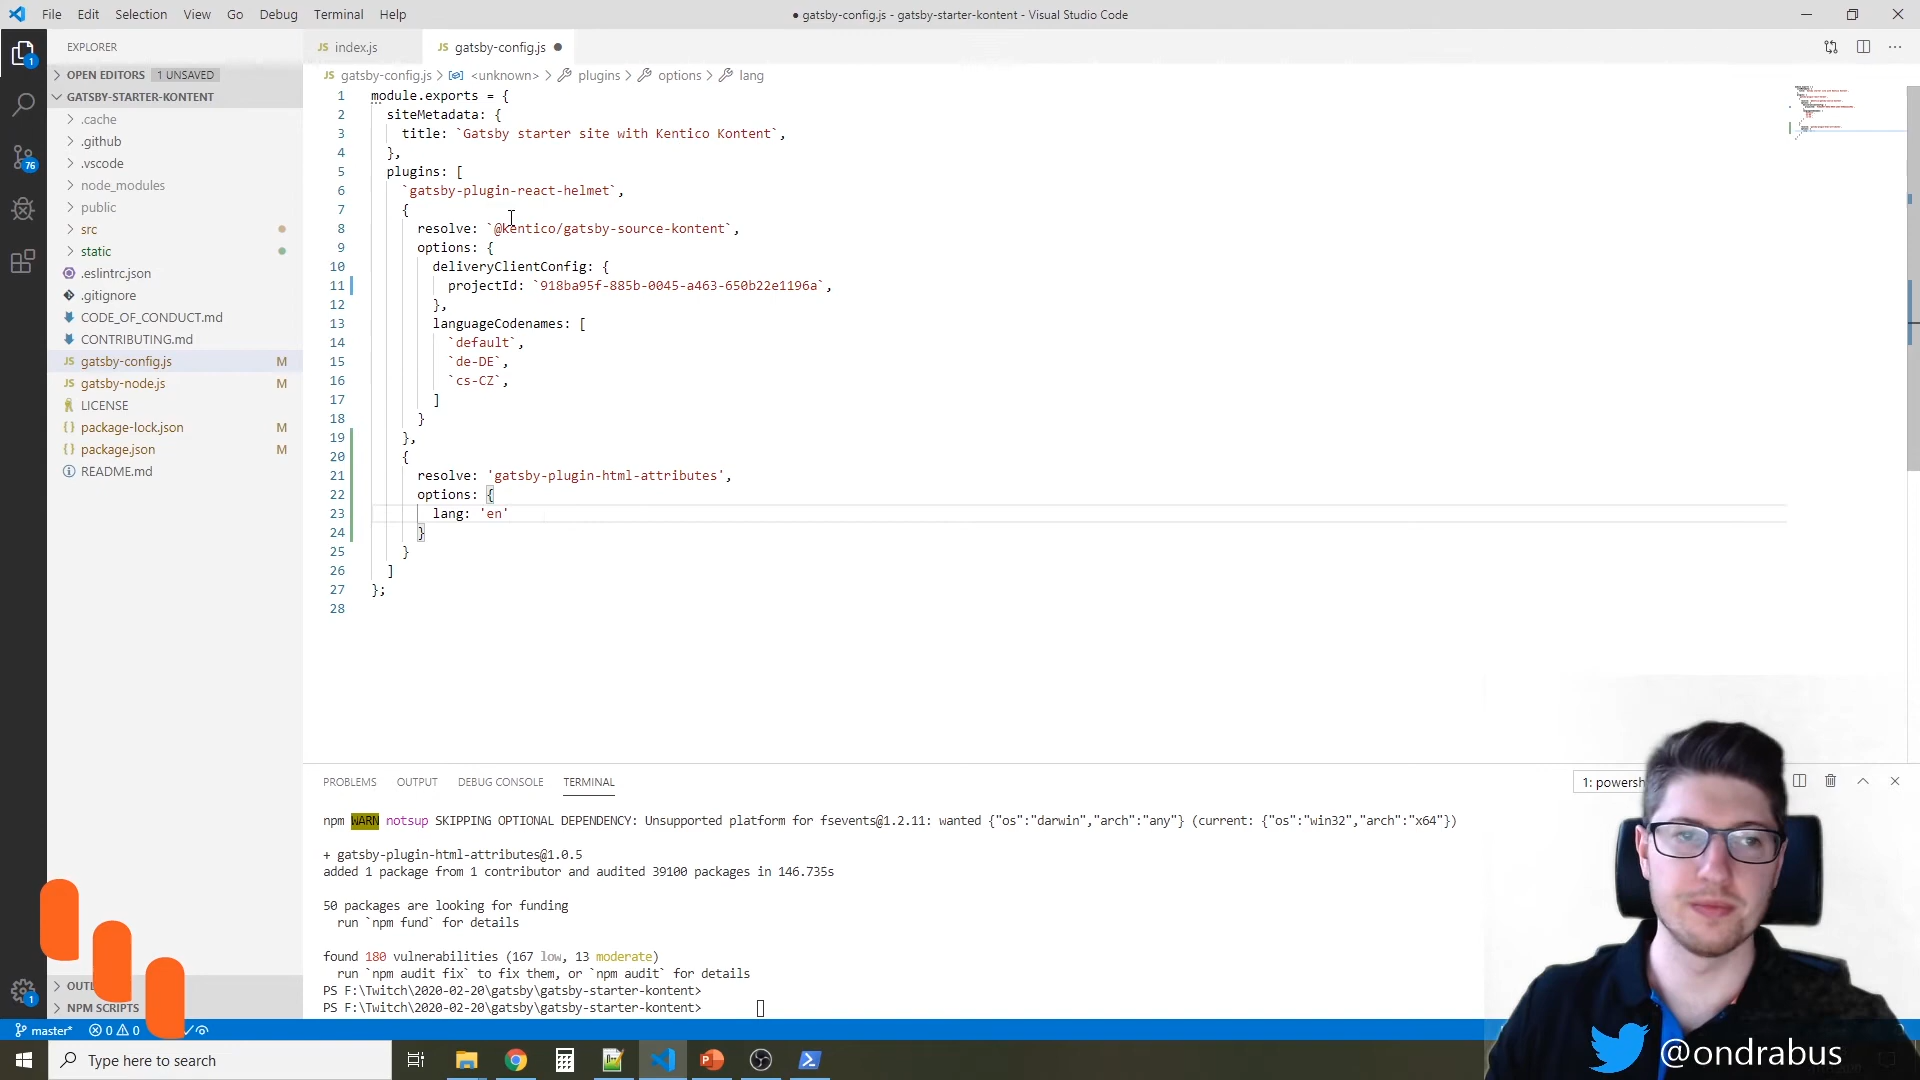 File Edit Selection View Go Debug Terminal Help
● gatsby-config.js - gatsby-starter-kontent - Visual Studio Code
EXPLORER
OPEN EDITORS 1 UNSAVED
GATSBY-STARTER-KONTENT
.cache
.github
.vscode
node_modules
public
src
static
.eslintrc.json
.gitignore
CODE_OF_CONDUCT.md
CONTRIBUTING.md
JS gatsby-config.js M
JS gatsby-node.js M
LICENSE
{} package-lock.json M
{} package.json M
README.md
NPM SCRIPTS
1
76
1
JS index.js
JS gatsby-config.js ●
JS gatsby-config.js > <unknown> > plugins > options > lang
1 module.exports = {
2 siteMetadata: {
3 title: `Gatsby starter site with Kentico Kontent`,
4 },
5 plugins: [
6 `gatsby-plugin-react-helmet`,
7 {
8 resolve: `@kentico/gatsby-source-kontent`,
9 options: {
10 deliveryClientConfig: {
11 projectId: `918ba95f-885b-0045-a463-650b22e1196a`,
12 },
13 languageCodenames: [
14 `default`,
15 `de-DE`,
16 `cs-CZ`,
17 ]
18 }
19 },
20 {
21 resolve: 'gatsby-plugin-html-attributes',
22 options: {
23 lang: 'en'
24 }
25 }
26 ]
27 };
28
PROBLEMS OUTPUT DEBUG CONSOLE TERMINAL
1: powersh
npm WARN notsup SKIPPING OPTIONAL DEPENDENCY: Unsupported platform for fsevents@1.2.11: wanted {"os":"darwin","arch":"any"} (current: {"os":"win32","arch":"x64"})
+ gatsby-plugin-html-attributes@1.0.5
added 1 package from 1 contributor and audited 39100 packages in 146.735s
50 packages are looking for funding
run `npm fund` for details
found 180 vulnerabilities (167 low, 13 moderate)
run `npm audit fix` to fix them, or `npm audit` for details
PS F:\Twitch\2020-02-20\gatsby\gatsby-starter-kontent>
PS F:\Twitch\2020-02-20\gatsby\gatsby-starter-kontent>
master* 0 0
Type here to search
@ondrabus